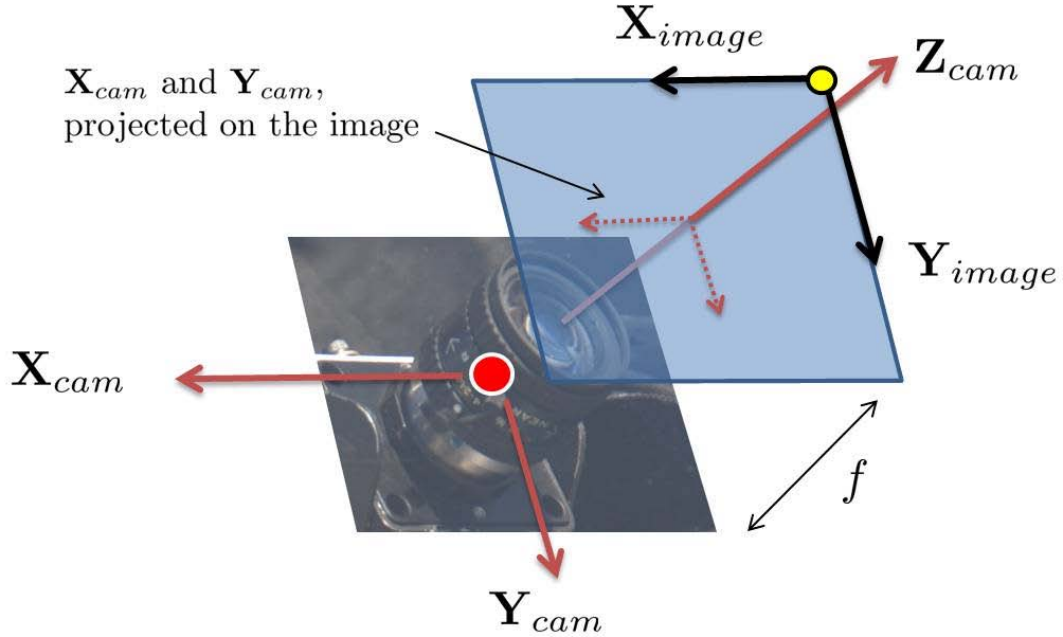 X_image
Z_cam
X_cam and Y_cam,
projected on the image
Y_image
X_cam
f
Y_cam